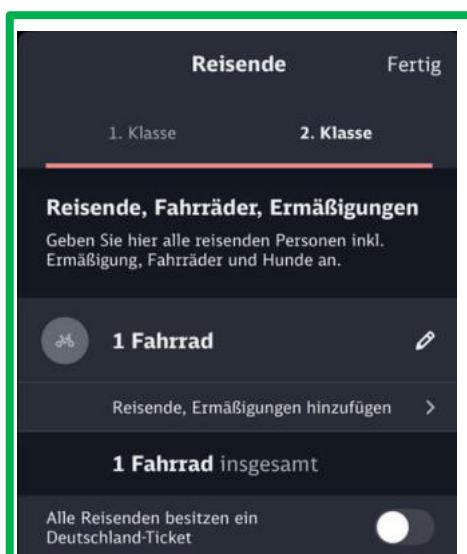 Reisende Fertig
1. Klasse 2. Klasse
Reisende, Fahrräder, Ermäßigungen
Geben Sie hier alle reisenden Personen inkl.
Ermäßigung, Fahrräder und Hunde an.
1 Fahrrad
Reisende, Ermäßigungen hinzufügen
1 Fahrrad insgesamt
Alle Reisenden besitzen ein
Deutschland-Ticket